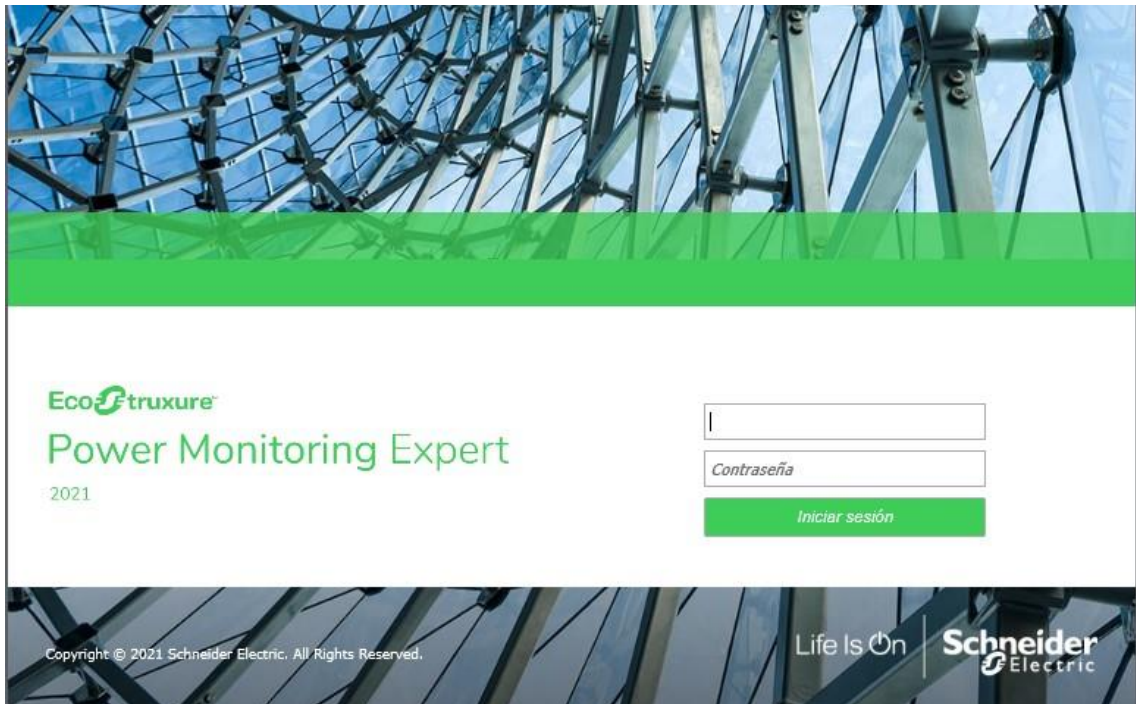 EcoStruxure™
Power Monitoring Expert
2021
Contraseña
Iniciar sesión
Copyright © 2021 Schneider Electric. All Rights Reserved.
Life Is On
Schneider
Electric